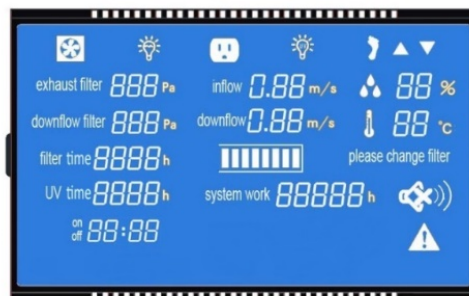 exhaust filter 888 Pa inflow 0.88 m/s 88 %
downflow filter 888 Pa downflow 0.88 m/s 88 °C
filter time 8888 h please change filter
UV time 8888 h system work 88888 h
on off 88:88